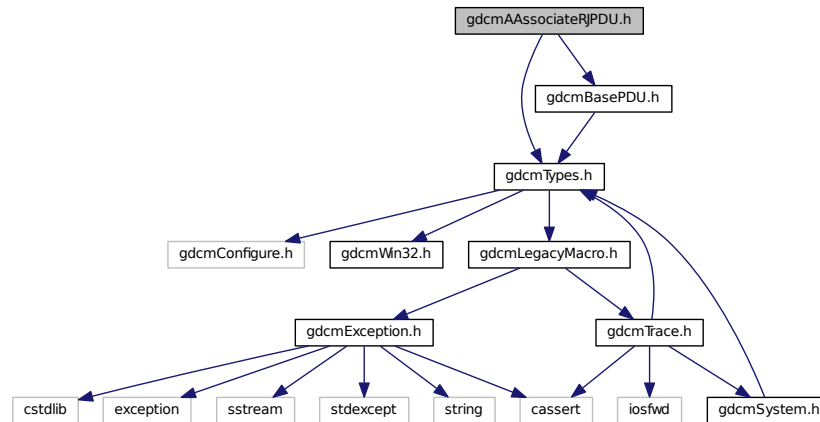 gdcmAAssociateRJPDU.h
gdcmBasePDU.h
gdcmTypes.h
gdcmConfigure.h
gdcmWin32.h
gdcmLegacyMacro.h
gdcmException.h
gdcmTrace.h
cstdlib
exception
sstream
stdexcept
string
cassert
iosfwd
gdcmSystem.h